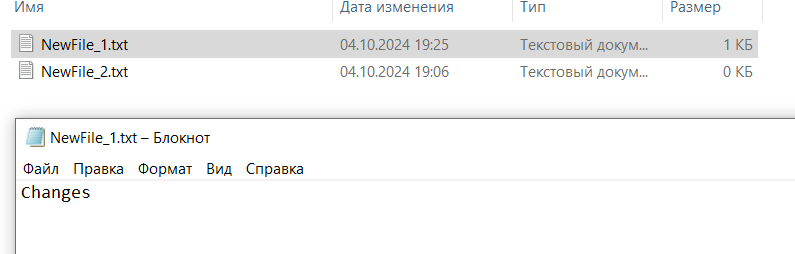 Имя Дата изменения Тип Размер
NewFile_1.txt 04.10.2024 19:25 Текстовый докум... 1 КБ
NewFile_2.txt 04.10.2024 19:06 Текстовый докум... 0 КБ
NewFile_1.txt – Блокнот
Файл Правка Формат Вид Справка
Changes